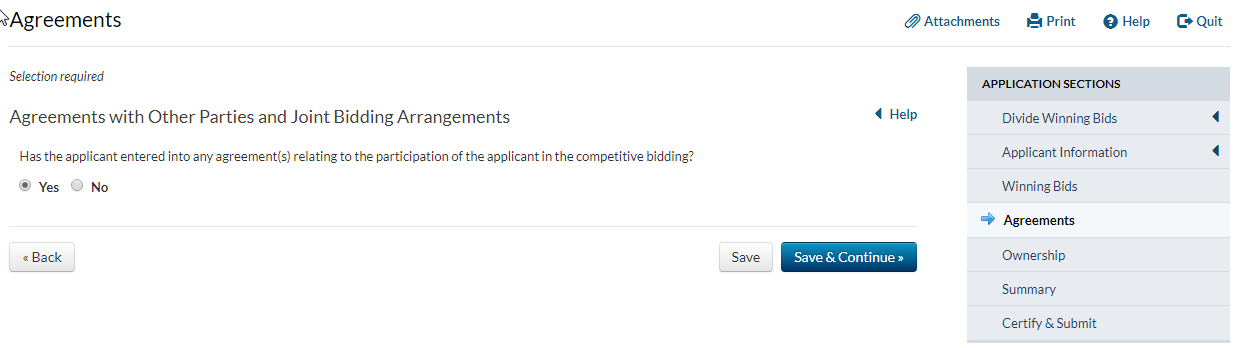 Agreements
Attachments Print Help Quit
Selection required
Agreements with Other Parties and Joint Bidding Arrangements
Help
Has the applicant entered into any agreement(s) relating to the participation of the applicant in the competitive bidding?
Yes No
« Back Save Save & Continue »
APPLICATION SECTIONS
Divide Winning Bids
Applicant Information
Winning Bids
Agreements
Ownership
Summary
Certify & Submit